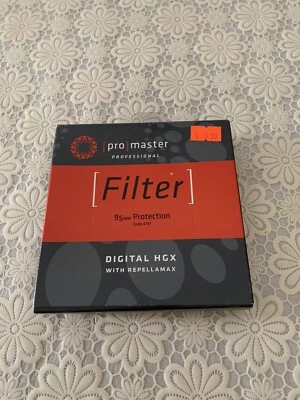 [pro]master
PROFESSIONAL
[Filter]
95mm Protection
DIGITAL HGX
WITH REPELLAMAX